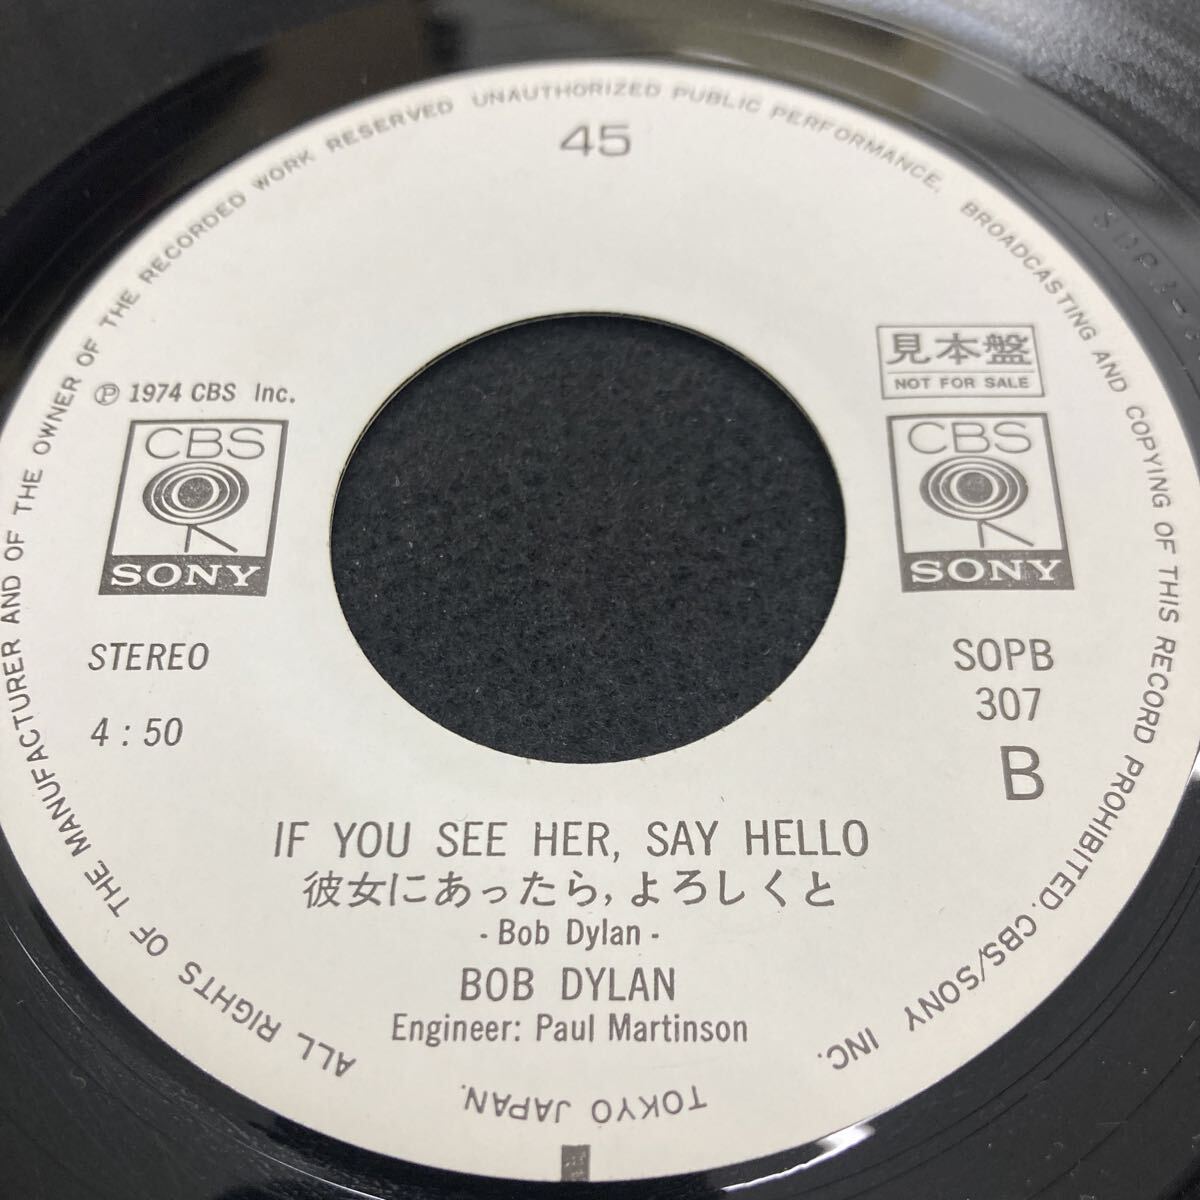 45
ALL RIGHTS OF THE MANUFACTURER AND OF THE OWNER OF THE RECORDED WORK RESERVED UNAUTHORIZED PUBLIC PERFORMANCE, BROADCASTING AND COPYING OF THIS RECORD PROHIBITED. CBS/SONY INC.
TOKYO JAPAN.
見本盤
NOT FOR SALE
℗ 1974 CBS Inc.
CBS
SONY
CBS
SONY
STEREO
4 : 50
SOPB
307
B
IF YOU SEE HER, SAY HELLO
彼女にあったら, よろしくと
- Bob Dylan -
BOB DYLAN
Engineer: Paul Martinson